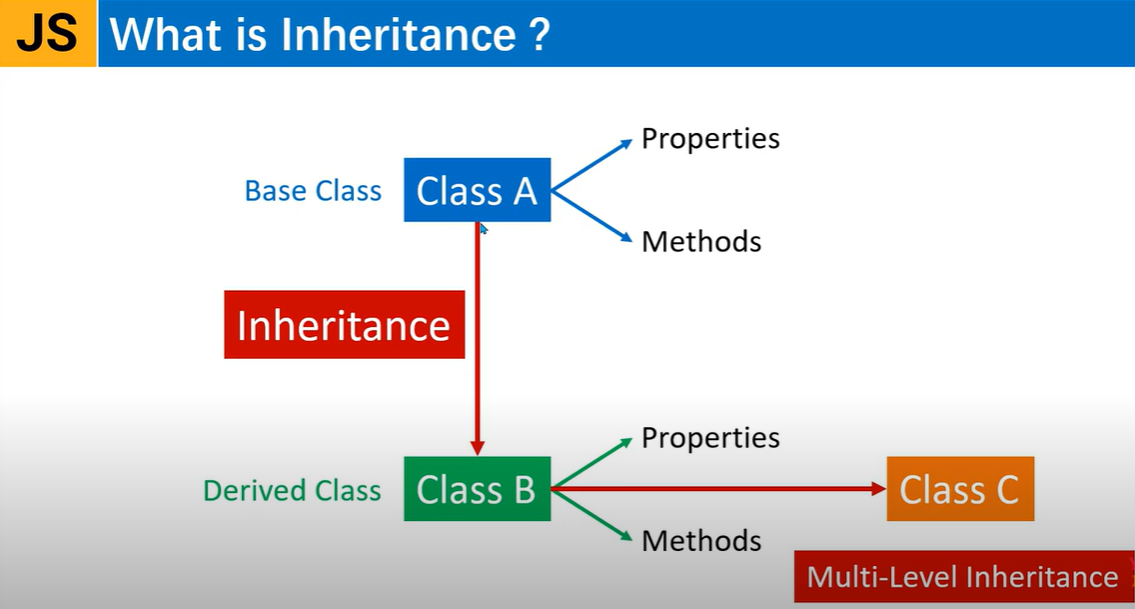 JS What is Inheritance ?
Properties
Base Class Class A
Methods
Inheritance
Properties
Derived Class Class B Class C
Methods
Multi-Level Inheritance